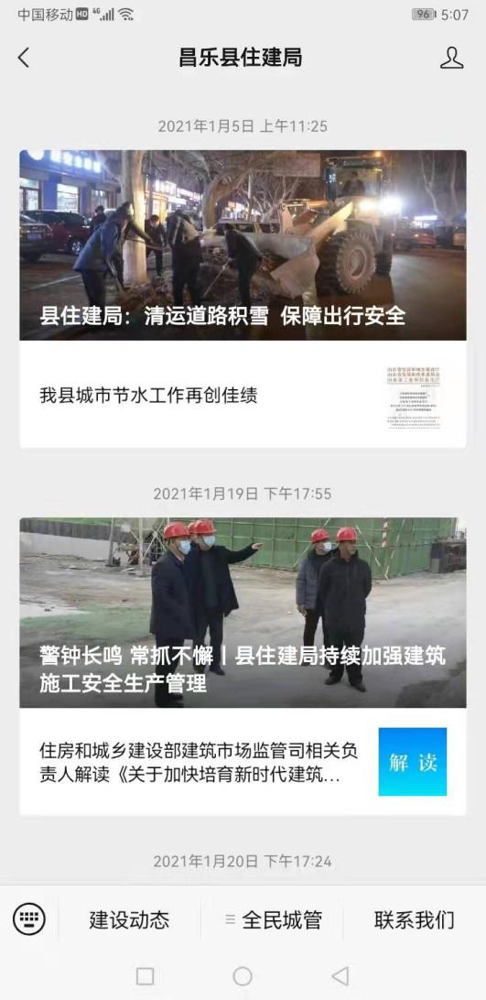 中国移动 HD 4G 96 5:07
昌乐县住建局
2021年1月5日 上午11:25
县住建局：清运道路积雪 保障出行安全
我县城市节水工作再创佳绩
2021年1月19日 下午17:55
警钟长鸣 常抓不懈丨县住建局持续加强建筑
施工安全生产管理
住房和城乡建设部建筑市场监管司相关负
责人解读《关于加快培育新时代建筑...
解 读
2021年1月20日 下午17:24
建设动态 全民城管 联系我们